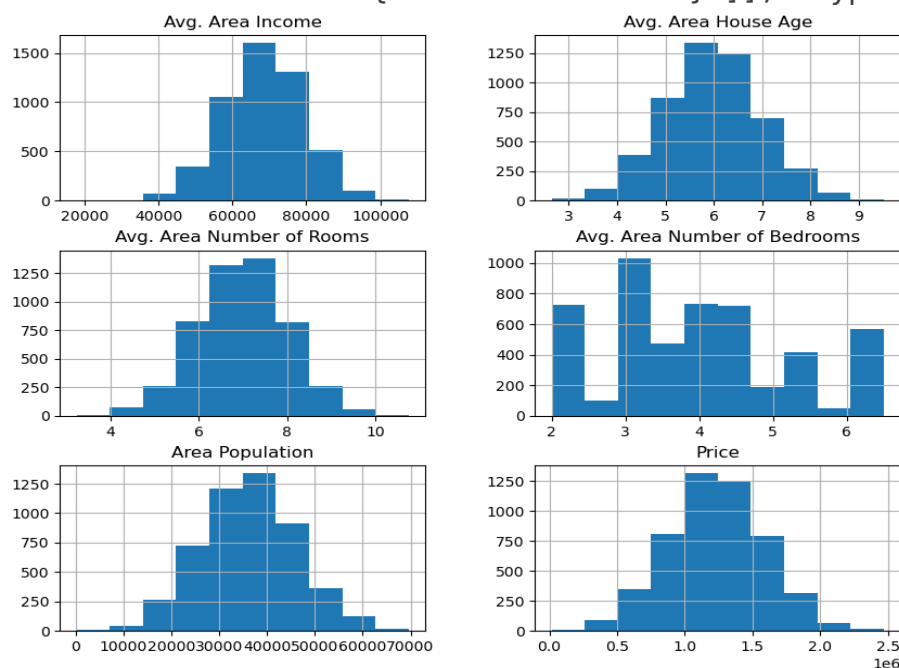 Avg. Area Income
1500
1000
500
0
20000 40000 60000 80000 100000
Avg. Area House Age
1250
1000
750
500
250
0
3 4 5 6 7 8 9
Avg. Area Number of Rooms
1250
1000
750
500
250
0
4 6 8 10
Avg. Area Number of Bedrooms
1000
800
600
400
200
0
2 3 4 5 6
Area Population
1250
1000
750
500
250
0
0 10000 20000 30000 40000 50000 60000 70000
Price
1250
1000
750
500
250
0
0.0 0.5 1.0 1.5 2.0 2.5
1e6